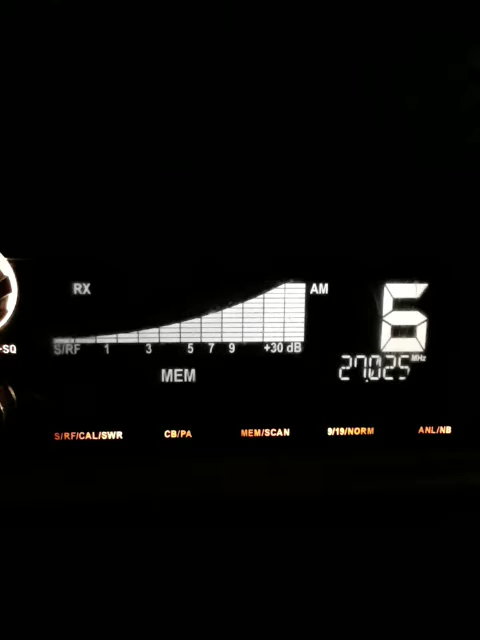 RX
AM
6
-SQ
S/RF 1 3 5 7 9 +30 dB
27.025 MHz
MEM
S/RF/CAL/SWR CB/PA MEM/SCAN 9/19/NORM ANL/NB